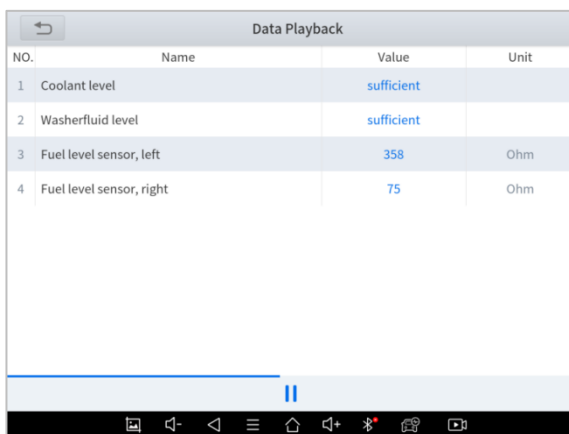 Data Playback
NO. Name Value Unit
1 Coolant level sufficient
2 Washerfluid level sufficient
3 Fuel level sensor, left 358 Ohm
4 Fuel level sensor, right 75 Ohm